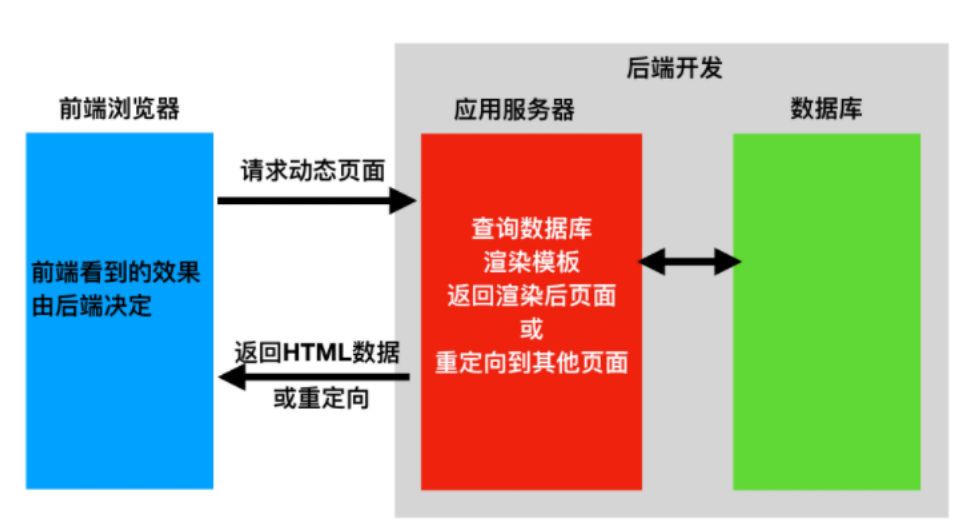 后端开发
前端浏览器
应用服务器
数据库
请求动态页面
前端看到的效果
由后端决定
返回HTML数据
或重定向
查询数据库
渲染模板
返回渲染后页面
或
重定向到其他页面